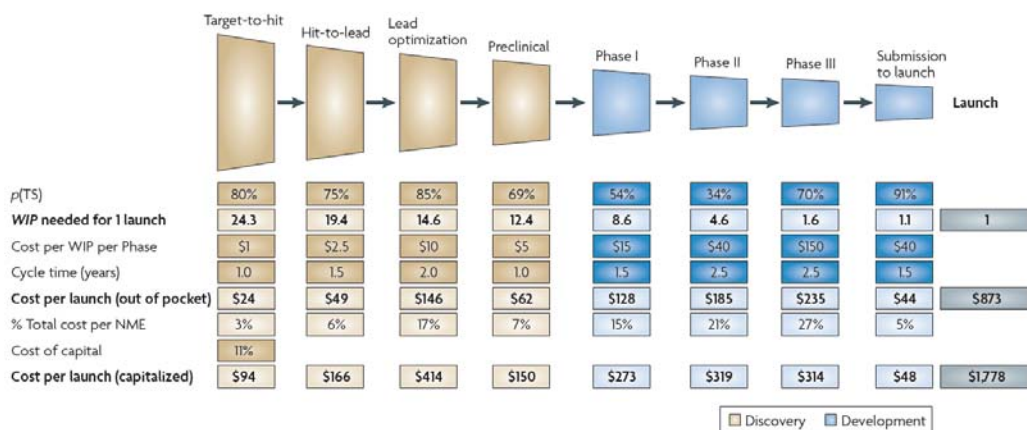 Target-to-hit
Hit-to-lead
Lead
optimization
Preclinical
Phase I
Phase II
Phase III
Submission
to launch
Launch
p(TS) 80% 75% 85% 69% 54% 34% 70% 91%
WIP needed for 1 launch 24.3 19.4 14.6 12.4 8.6 4.6 1.6 1.1 1
Cost per WIP per Phase $1 $2.5 $10 $5 $15 $40 $150 $40
Cycle time (years) 1.0 1.5 2.0 1.0 1.5 2.5 2.5 1.5
Cost per launch (out of pocket) $24 $49 $146 $62 $128 $185 $235 $44 $873
% Total cost per NME 3% 6% 17% 7% 15% 21% 27% 5%
Cost of capital 11%
Cost per launch (capitalized) $94 $166 $414 $150 $273 $319 $314 $48 $1,778
Discovery Development